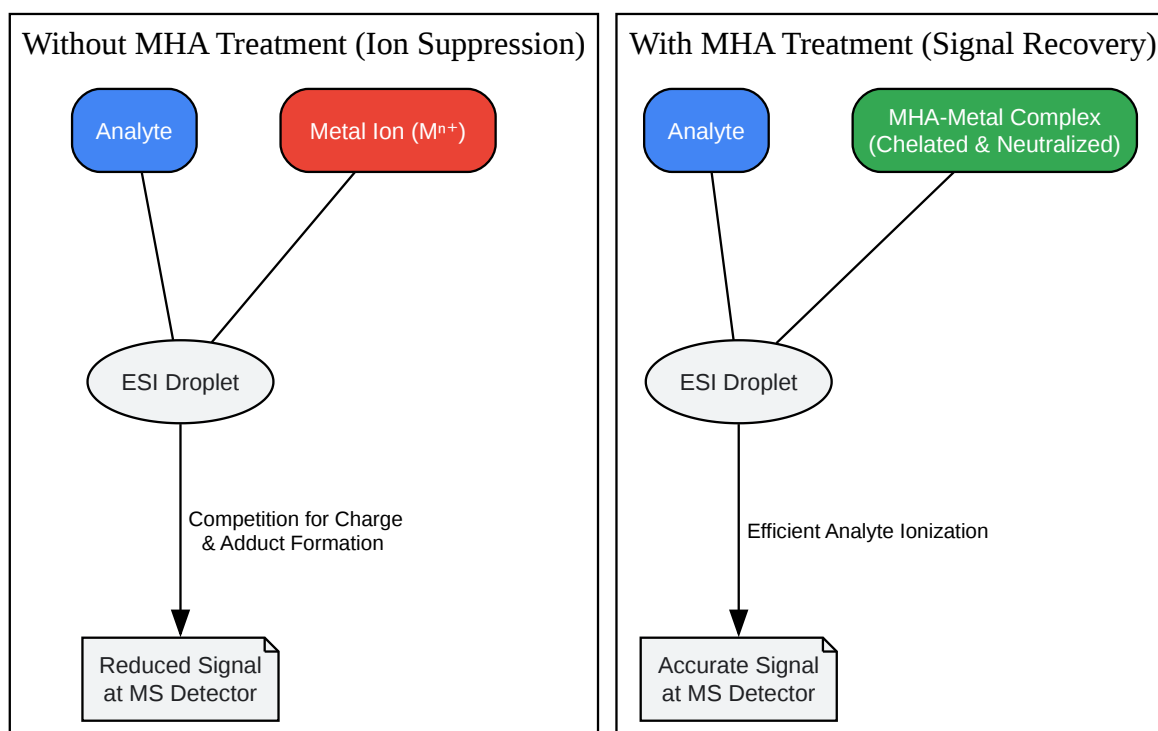 Without MHA Treatment (Ion Suppression)
Analyte
Metal Ion (Mⁿ⁺)
ESI Droplet
Competition for Charge
& Adduct Formation
Reduced Signal
at MS Detector
With MHA Treatment (Signal Recovery)
Analyte
MHA-Metal Complex
(Chelated & Neutralized)
ESI Droplet
Efficient Analyte Ionization
Accurate Signal
at MS Detector